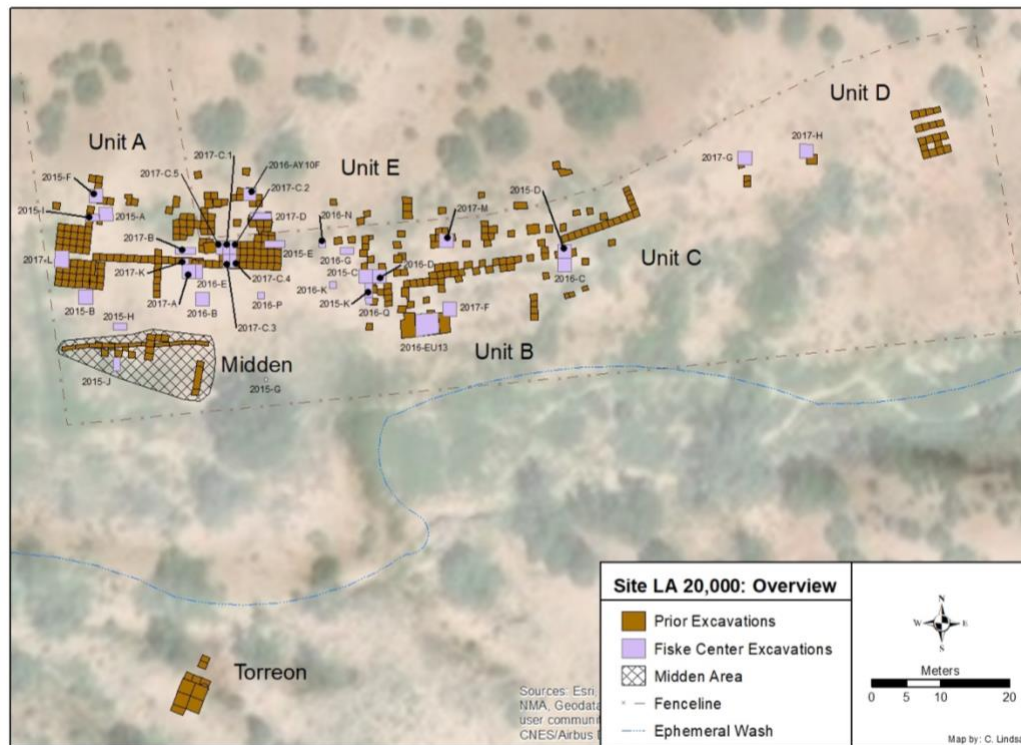 Unit D
Unit A
2017-C.1
2016-AY10F
2017-H
2017-C.5
Unit E
2017-C.2
2017-G
2015-F
2015-I
2015-A
2017-D
2016-N
2017-M
2015-D
2017-B
2015-E
2016-G
2017-L
2017-K
2015-C
2016-D
Unit C
2016-E
2017-C.4
2016-K
2016-C
2015-B
2017-A
2016-B
2016-P
2015-K
2016-Q
2017-F
2015-H
2017-C.3
2016-EU13
Unit B
Midden
2015-J
2015-G
Torreon
Site LA 20,000: Overview
Prior Excavations
Fiske Center Excavations
Midden Area
Fenceline
Ephemeral Wash
N
W E
S
Meters
0 5 10 20
Sources: Esri,
NMA, Geodata
user communit
CNES/Airbus
Map by: C. Lindsa